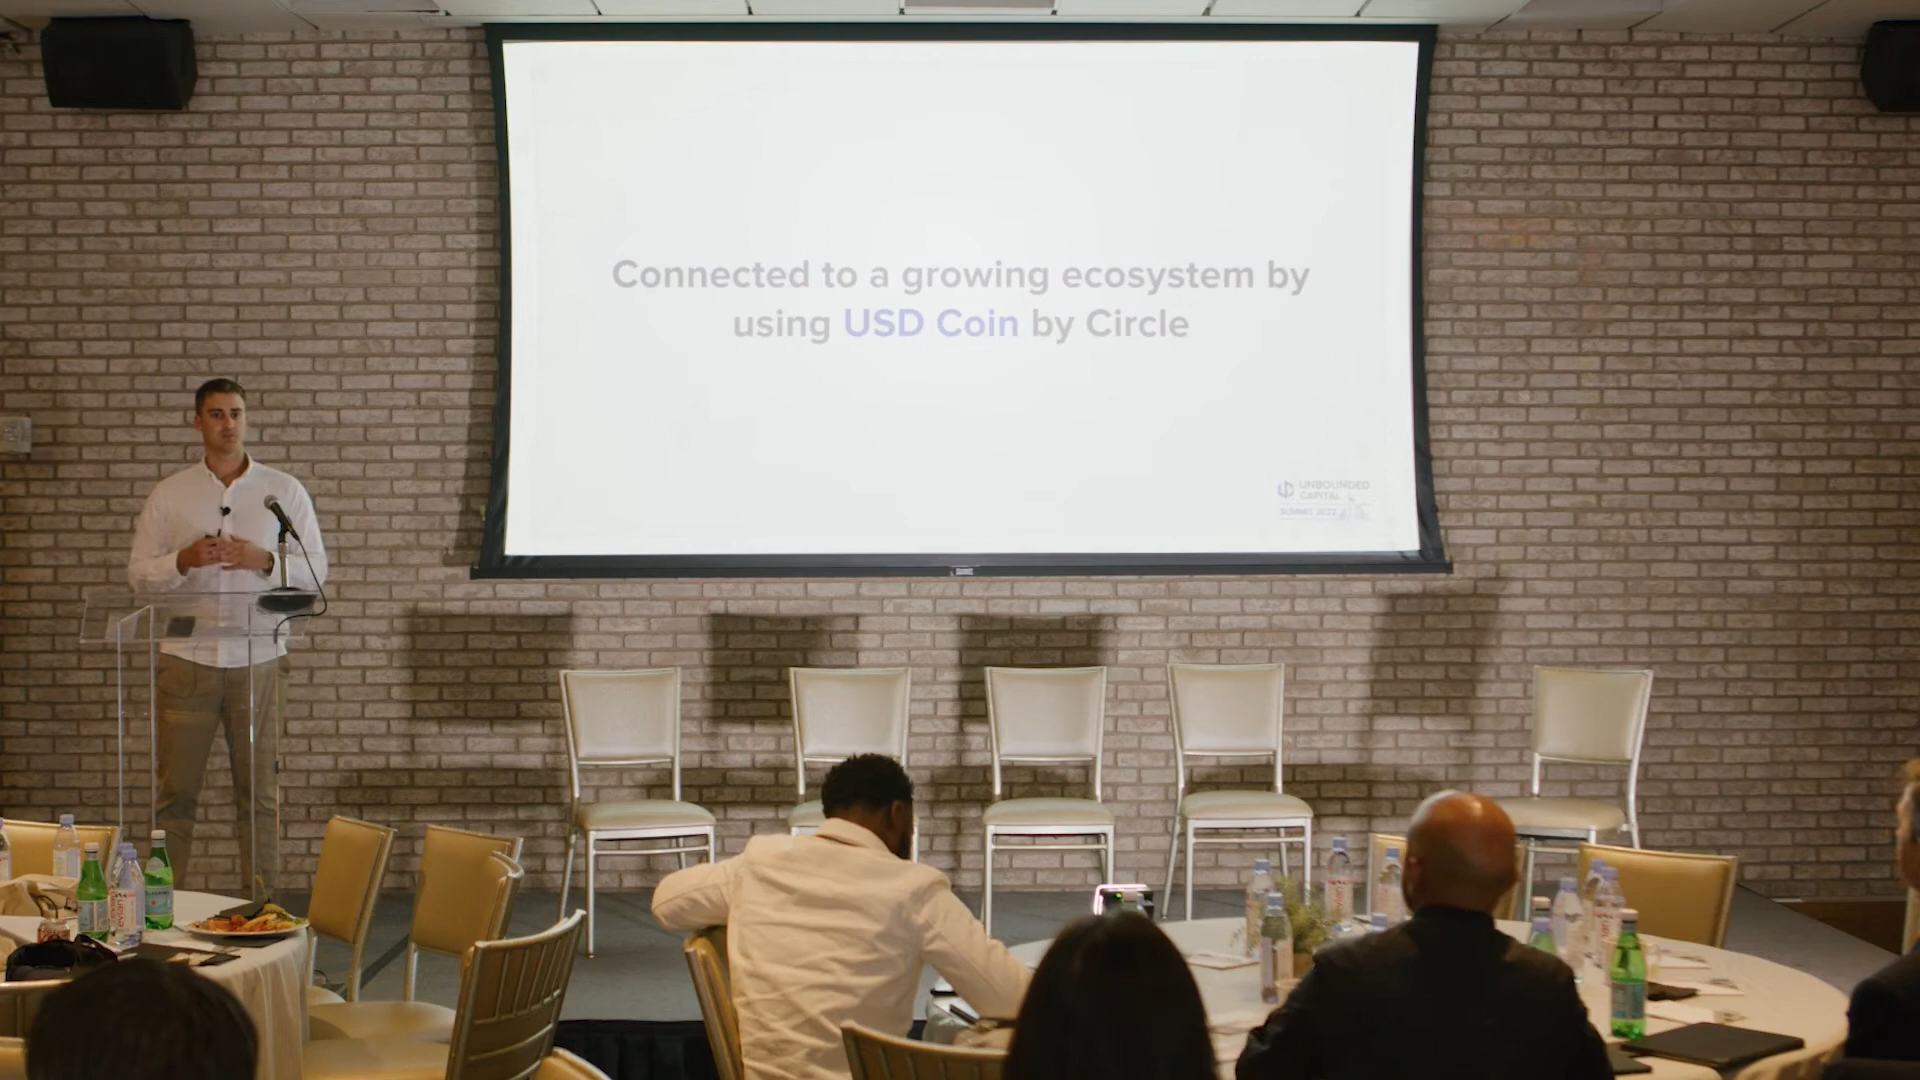 Connected to a growing ecosystem by
using USD Coin by Circle
UNBOUNDED
CAPITAL
SUMMIT 2022